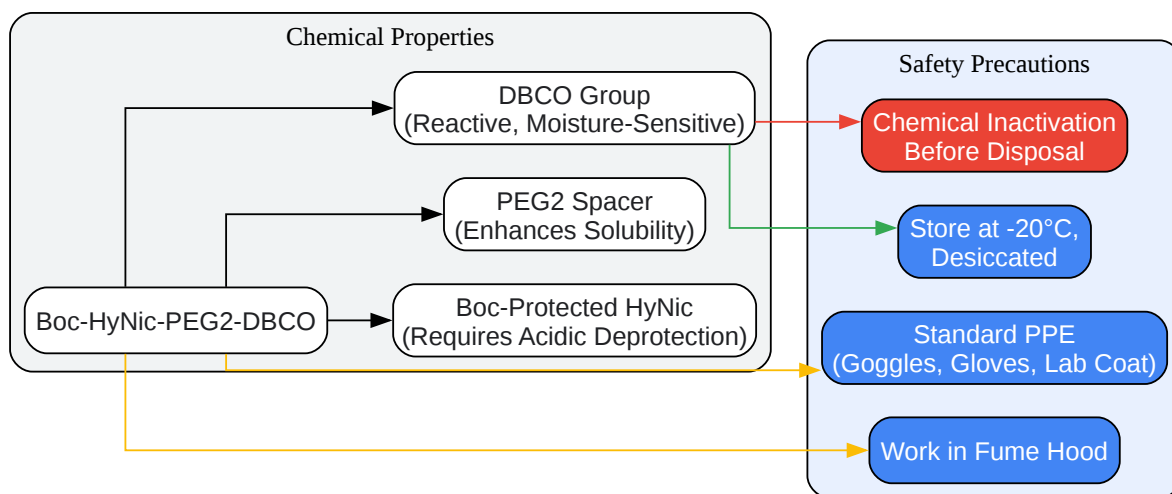 Chemical Properties
DBCO Group
(Reactive, Moisture-Sensitive)
PEG2 Spacer
(Enhances Solubility)
Boc-HyNic-PEG2-DBCO
Boc-Protected HyNic
(Requires Acidic Deprotection)
Safety Precautions
Chemical Inactivation
Before Disposal
Store at -20°C,
Desiccated
Standard PPE
(Goggles, Gloves, Lab Coat)
Work in Fume Hood